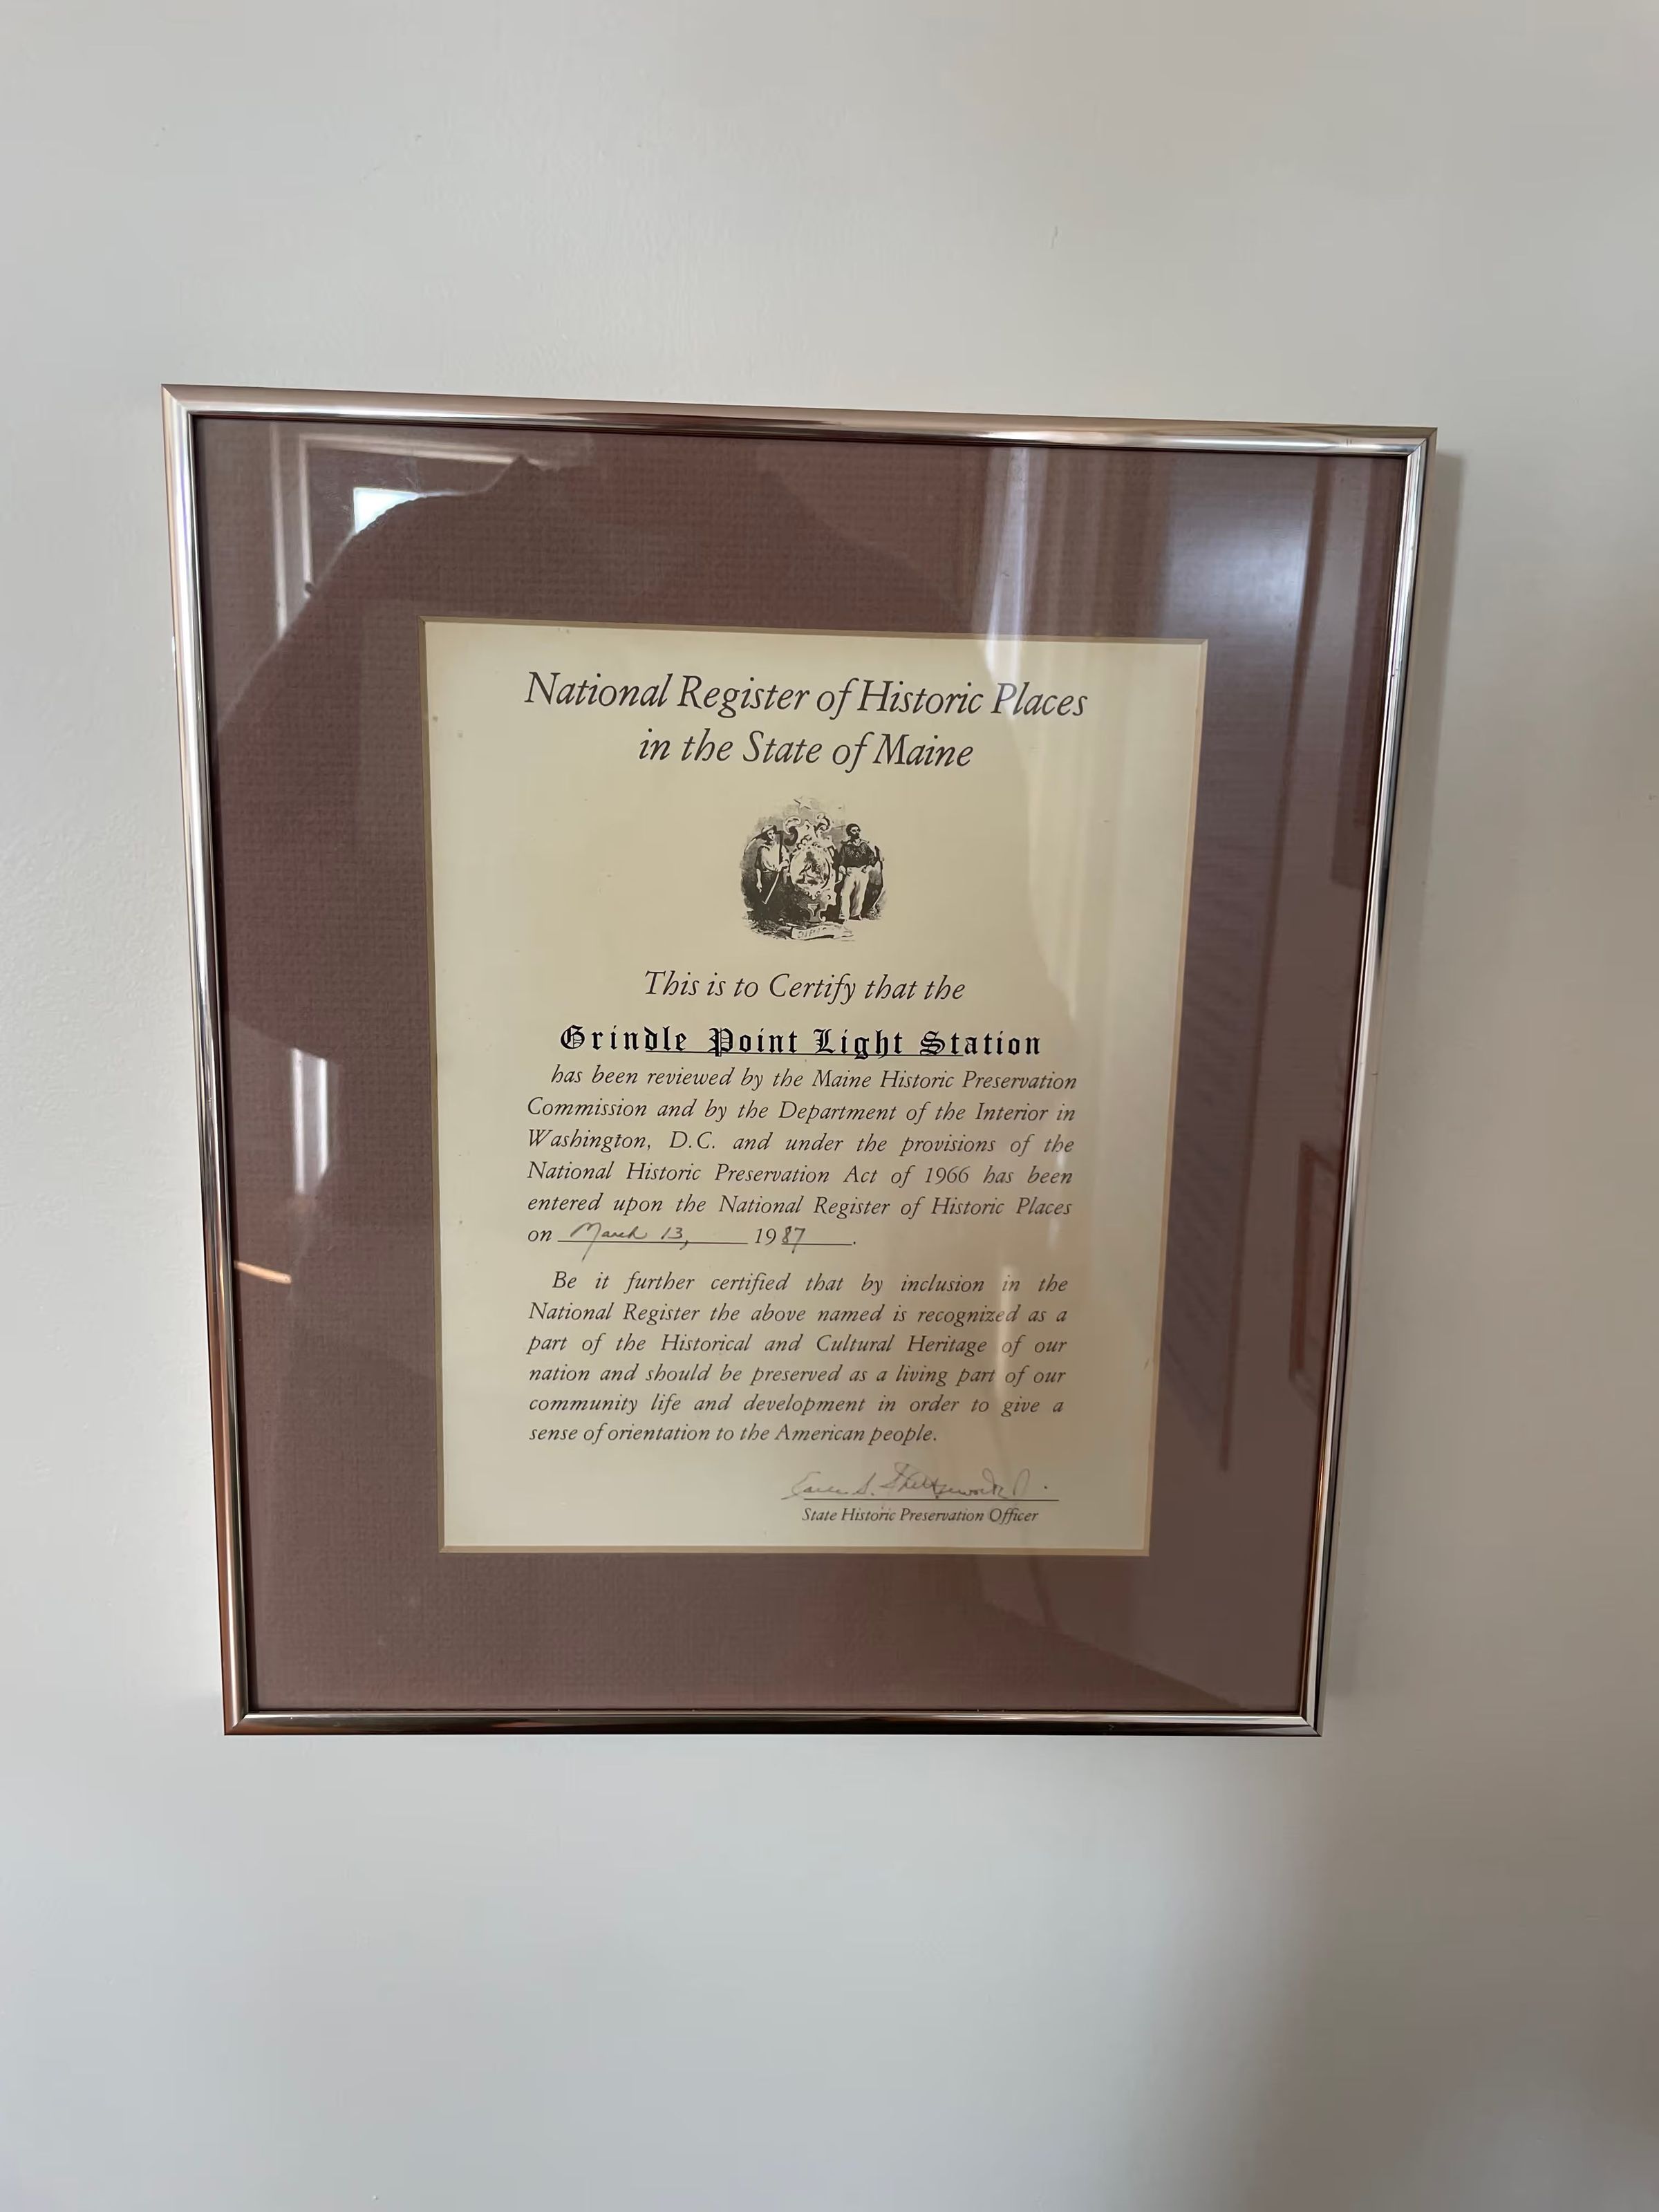 National Register of Historic Places
in the State of Maine
This is to Certify that the
Grindle Point Light Station
has been reviewed by the Maine Historic Preservation
Commission and by the Department of the Interior in
Washington, D.C. and under the provisions of the
National Historic Preservation Act of 1966 has been
entered upon the National Register of Historic Places
on March 13, 1987.
Be it further certified that by inclusion in the
National Register the above named is recognized as a
part of the Historical and Cultural Heritage of our
nation and should be preserved as a living part of our
community life and development in order to give a
sense of orientation to the American people.
State Historic Preservation Officer